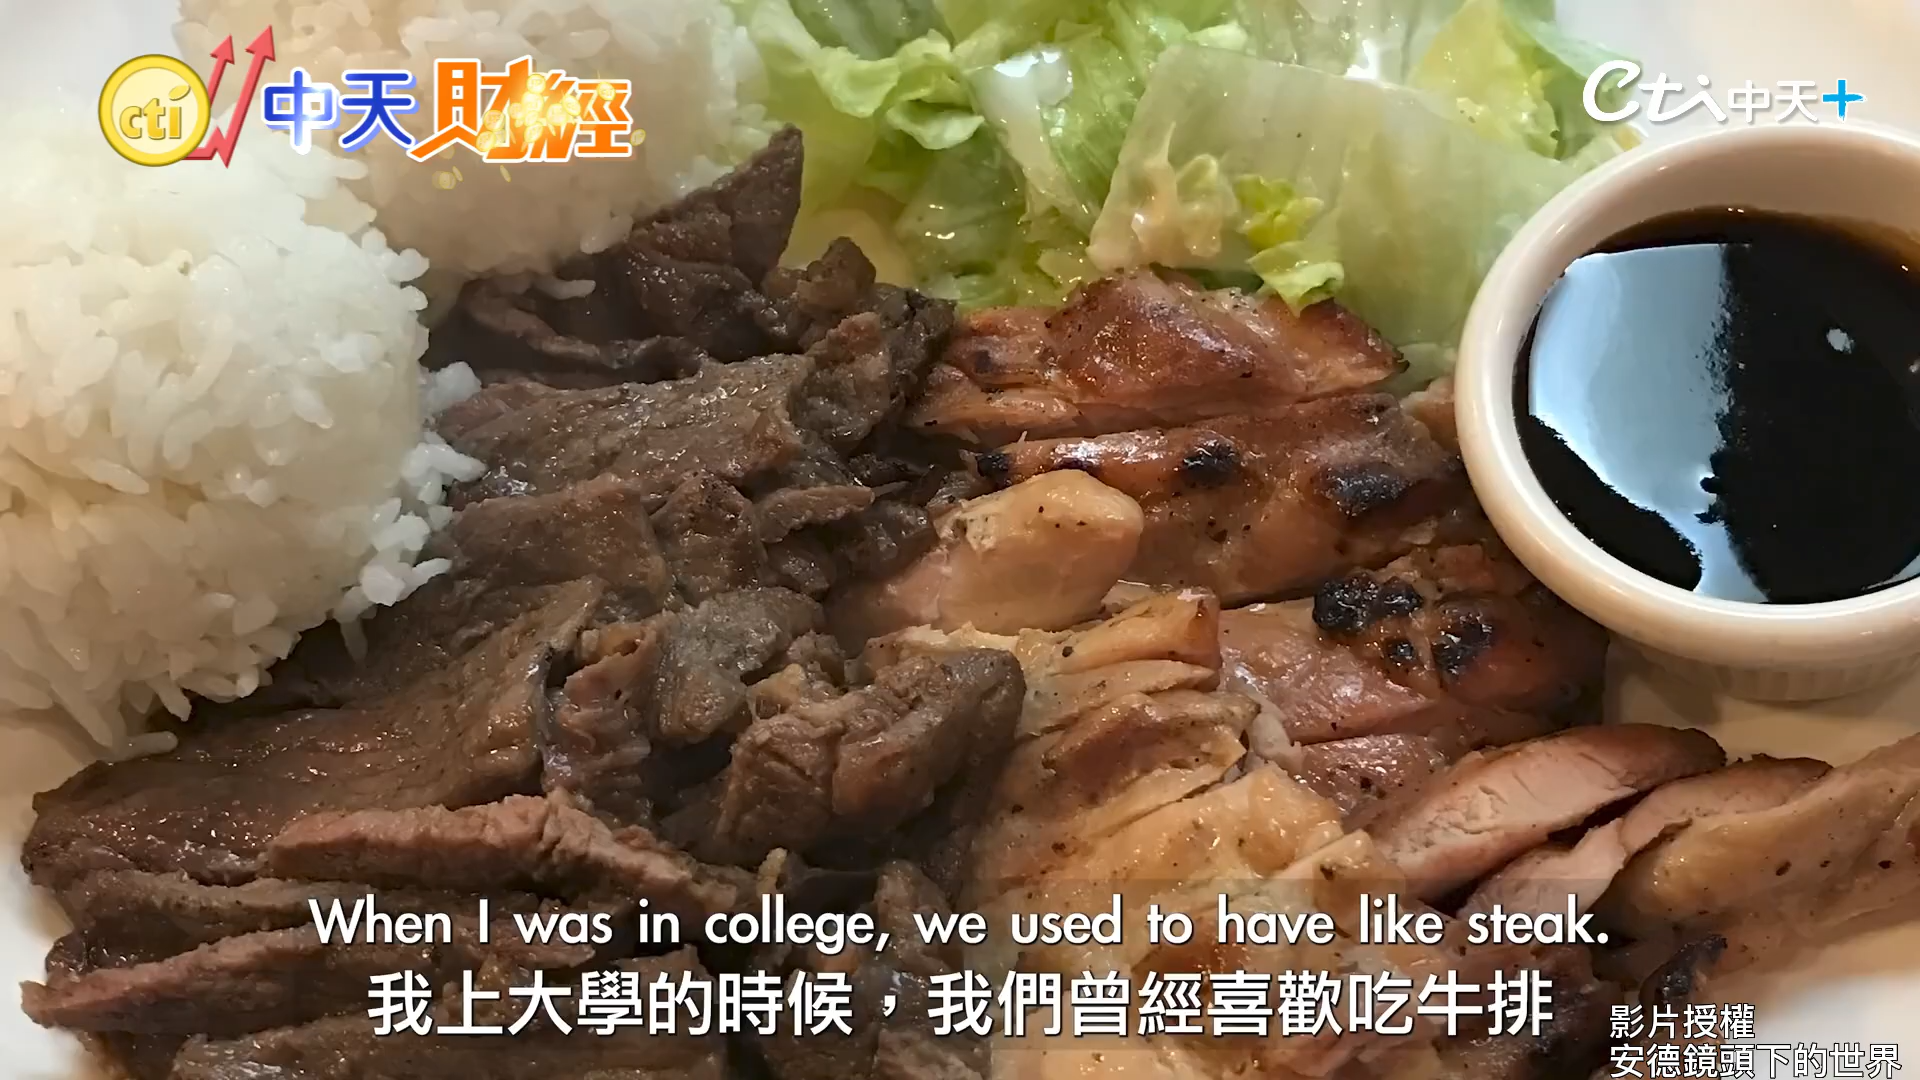 cti 中天財經
cti中天+
When I was in college, we used to have like steak.
我上大學的時候，我們曾經喜歡吃牛排
影片授權
安德鏡頭下的世界